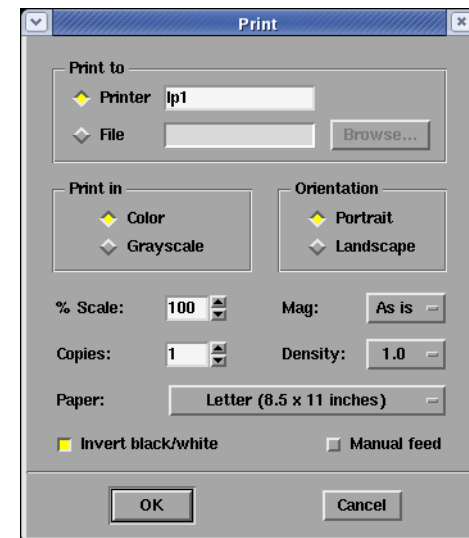 Print
Print to
Printer lp1
File Browse...
Print in
Color
Grayscale
Orientation
Portrait
Landscape
% Scale: 100 Mag: As is
Copies: 1 Density: 1.0
Paper: Letter (8.5 x 11 inches)
Invert black/white Manual feed
OK Cancel